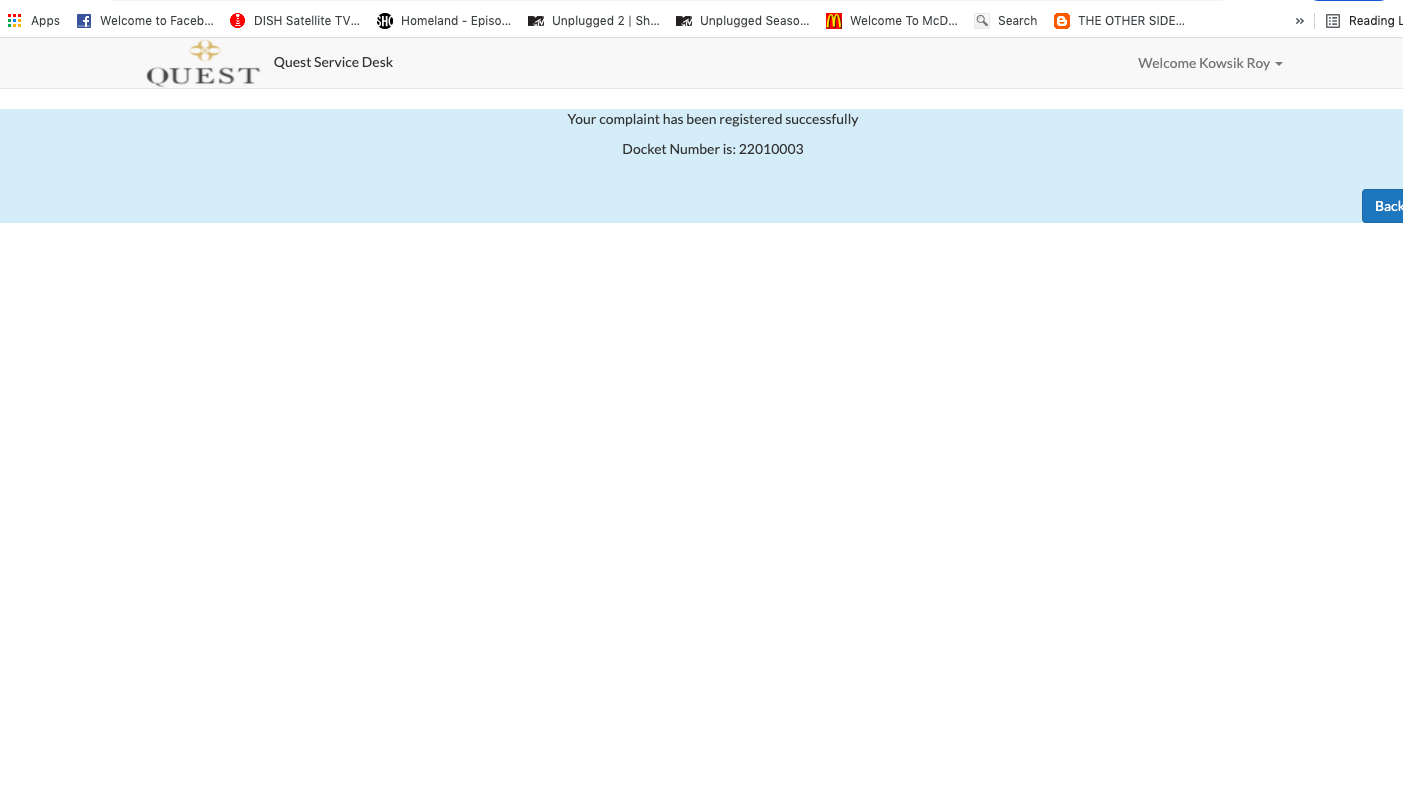 Apps Welcome to Faceb... DISH Satellite TV... Homeland - Episo... Unplugged 2 | Sh... Unplugged Seaso... Welcome To McD... Search THE OTHER SIDE... » Reading L
QUEST Quest Service Desk Welcome Kowsik Roy
Your complaint has been registered successfully
Docket Number is: 22010003
Back